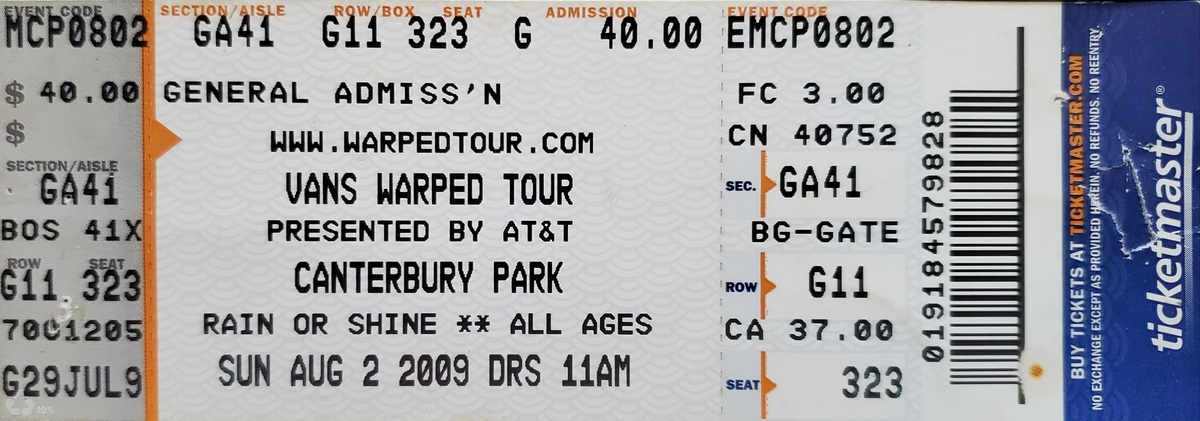 EVENT CODE
MCP0802
$ 40.00
$
SECTION/AISLE
GA41
BOS 41X
ROW SEAT
G11 323
70C1205
G29JUL9
SECTION/AISLE ROW/BOX SEAT ADMISSION
GA41 G11 323 G 40.00
GENERAL ADMISS'N
WWW.WARPEDTOUR.COM
VANS WARPED TOUR
PRESENTED BY AT&T
CANTERBURY PARK
RAIN OR SHINE ** ALL AGES
SUN AUG 2 2009 DRS 11AM
EVENT CODE
EMCP0802
FC 3.00
CN 40752
SEC. GA41
BG-GATE
ROW G11
CA 37.00
SEAT 323
019184579828
BUY TICKETS AT TICKETMASTER.COM
NO EXCHANGE EXCEPT AS PROVIDED HEREIN. NO REFUNDS. NO REENTRY
ticketmaster®